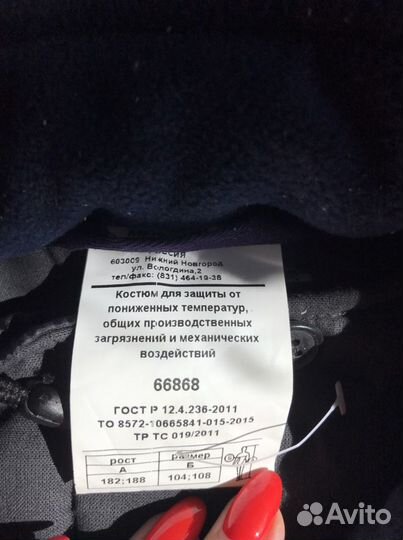 РОССИЯ
603009 Нижний Новгород
ул. Вологдина,2
тел/факс: (831) 464-19-38
Костюм для защиты от
пониженных температур,
общих производственных
загрязнений и механических
воздействий
66868
ГОСТ Р 12.4.236-2011
ТО 8572-10665841-015-2015
ТР ТС 019/2011
рост размер
А Б
182;188 104;108
Avito